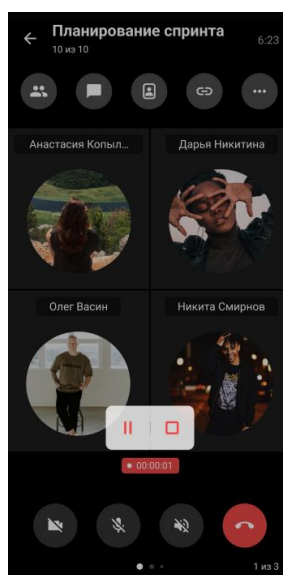 Планирование спринта
10 из 10
6:23
Анастасия Копыл...
Дарья Никитина
Олег Васин
Никита Смирнов
00:00:01
1 из 3